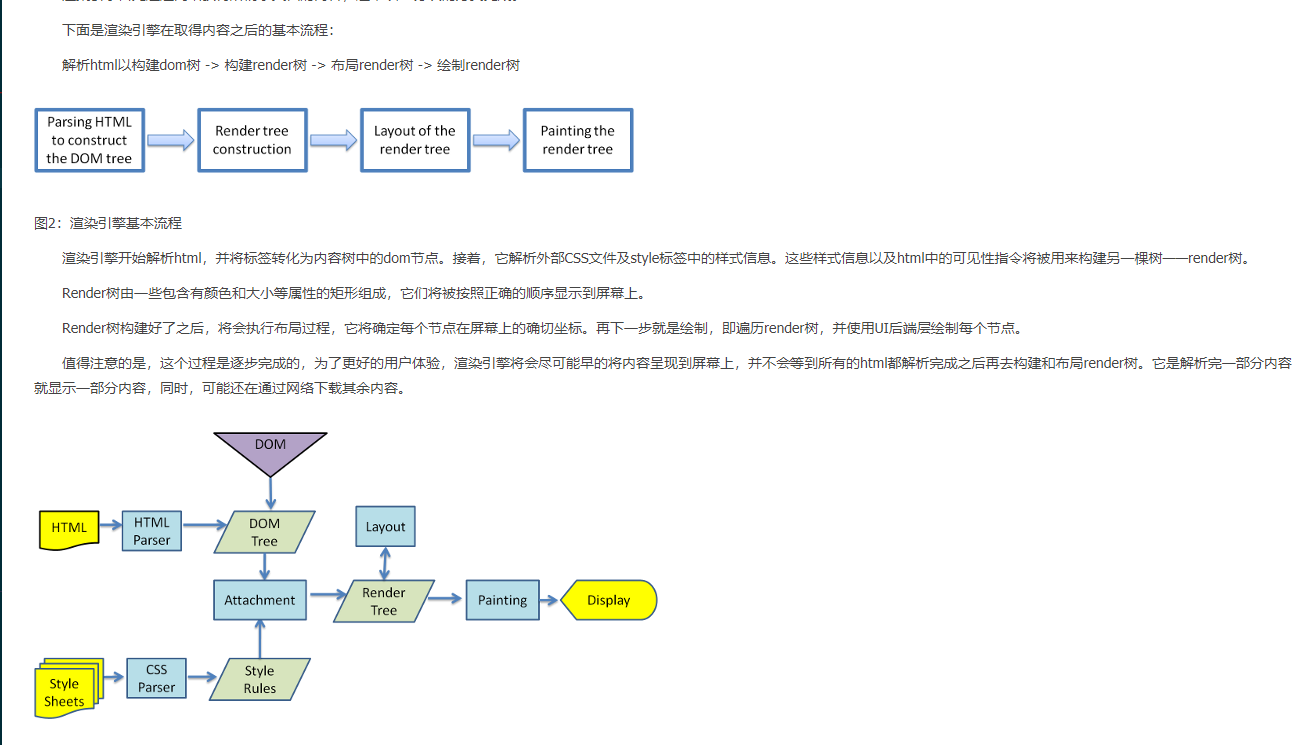 下面是渲染引擎在取得内容之后的基本流程：
解析html以构建dom树 -> 构建render树 -> 布局render树 -> 绘制render树
Parsing HTML
to construct
the DOM tree
Render tree
construction
Layout of the
render tree
Painting the
render tree
图2：渲染引擎基本流程
渲染引擎开始解析html，并将标签转化为内容树中的dom节点。接着，它解析外部CSS文件及style标签中的样式信息。这些样式信息以及html中的可见性指令将被用来构建另一棵树——render树。
Render树由一些包含有颜色和大小等属性的矩形组成，它们将被按照正确的顺序显示到屏幕上。
Render树构建好了之后，将会执行布局过程，它将确定每个节点在屏幕上的确切坐标。再下一步就是绘制，即遍历render树，并使用UI后端层绘制每个节点。
值得注意的是，这个过程是逐步完成的，为了更好的用户体验，渲染引擎将会尽可能早的将内容呈现到屏幕上，并不会等到所有的html都解析完成之后再去构建和布局render树。它是解析完一部分内容
就显示一部分内容，同时，可能还在通过网络下载其余内容。
DOM
HTML
HTML
Parser
DOM
Tree
Layout
Attachment
Render
Tree
Painting
Display
Style
Sheets
CSS
Parser
Style
Rules